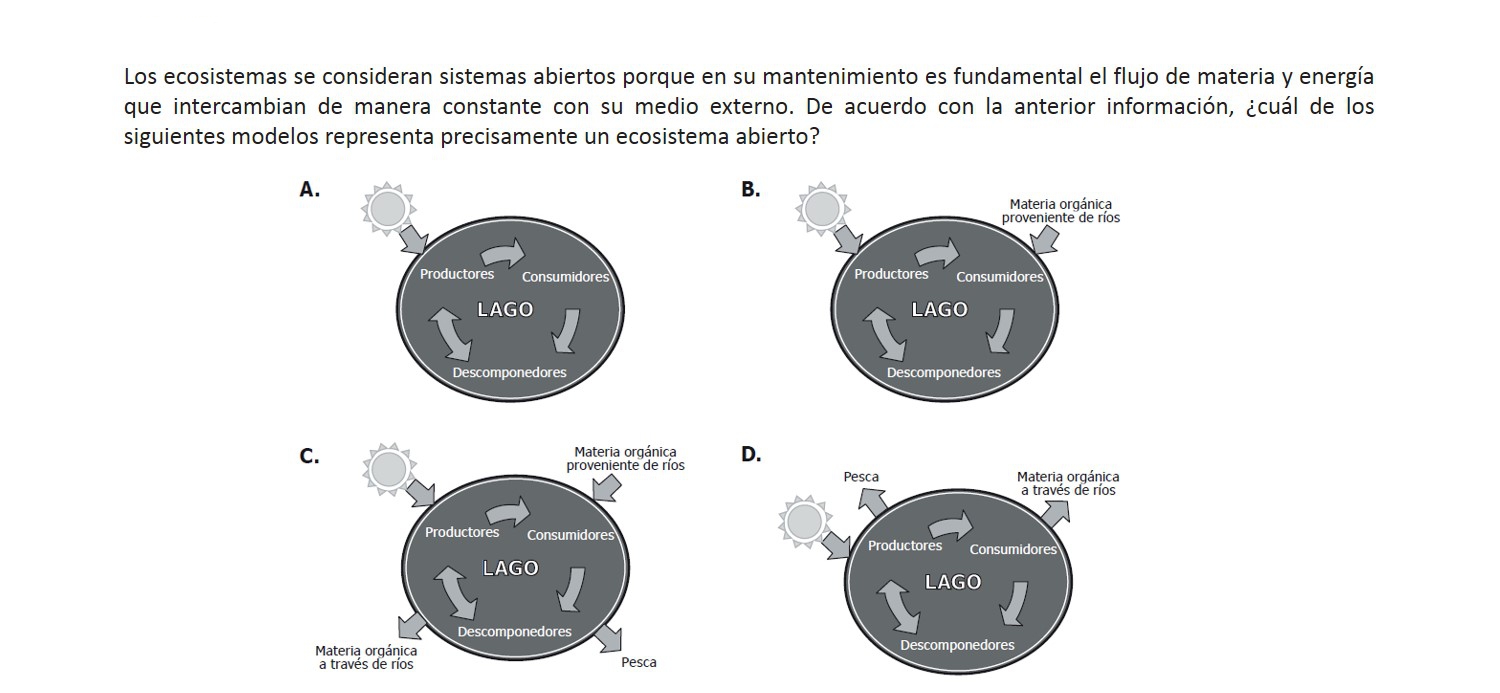 Los ecosistemas se consideran sistemas abiertos porque en su mantenimiento es fundamental el flujo de materia y energía
que intercambian de manera constante con su medio externo. De acuerdo con la anterior información, ¿cuál de los
siguientes modelos representa precisamente un ecosistema abierto?
A.
Productores
Consumidores
LAGO
Descomponedores
B.
Materia orgánica
proveniente de ríos
Productores
Consumidores
LAGO
Descomponedores
C.
Materia orgánica
proveniente de ríos
Productores
Consumidores
LAGO
Descomponedores
Materia orgánica
a través de ríos
Pesca
D.
Pesca
Materia orgánica
a través de ríos
Productores
Consumidores
LAGO
Descomponedores